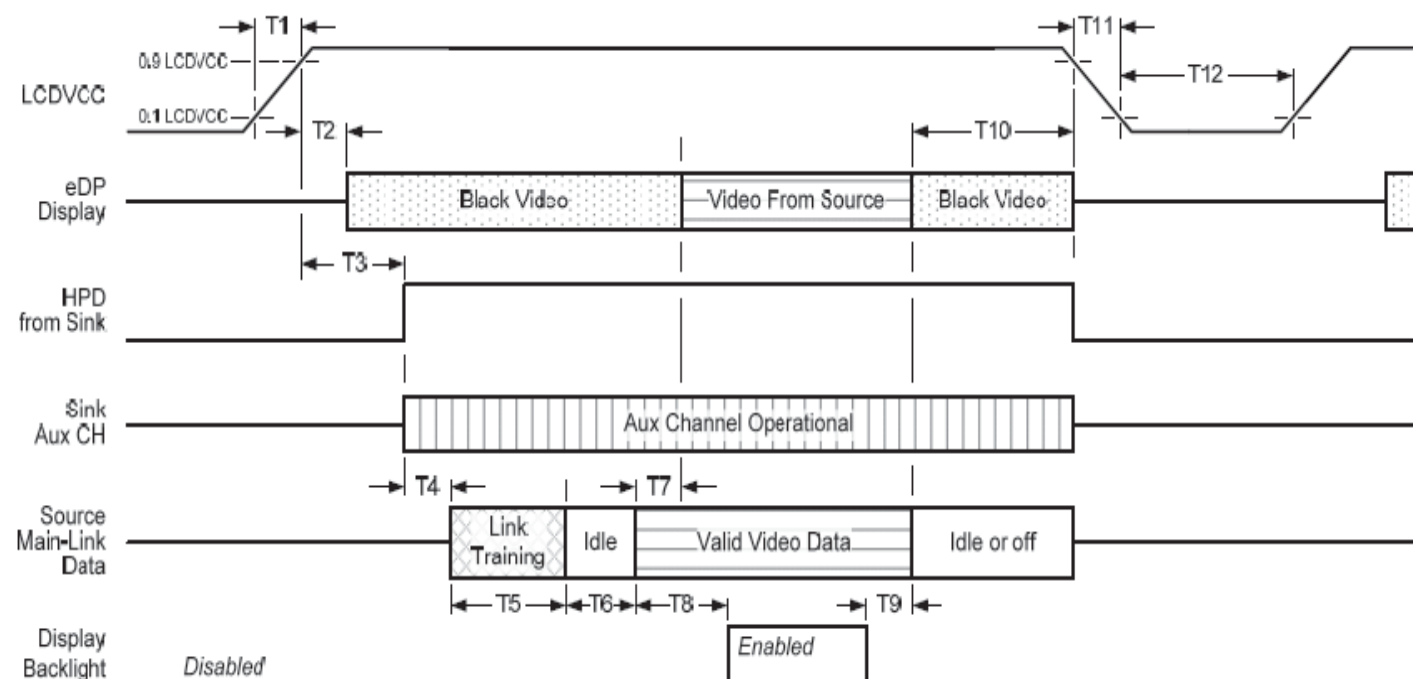 T1
T11
0.9 LCDVCC
T12
LCDVCC
0.1 LCDVCC
T2
T10
eDP
Display
Black Video
Video From Source
Black Video
T3
HPD
from Sink
Sink
Aux CH
Aux Channel Operational
T4
T7
Source
Main-Link
Data
Link
Training
Idle
Valid Video Data
Idle or off
T5
T6
T8
T9
Display
Backlight
Disabled
Enabled